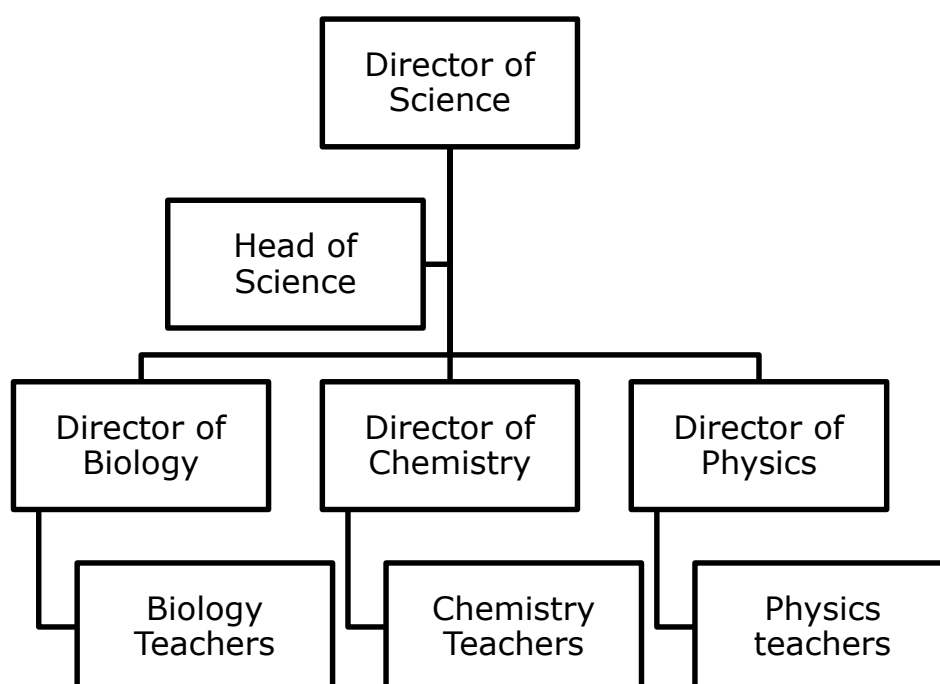 Director of
Science
Head of
Science
Director of
Biology
Director of
Chemistry
Director of
Physics
Biology
Teachers
Chemistry
Teachers
Physics
teachers